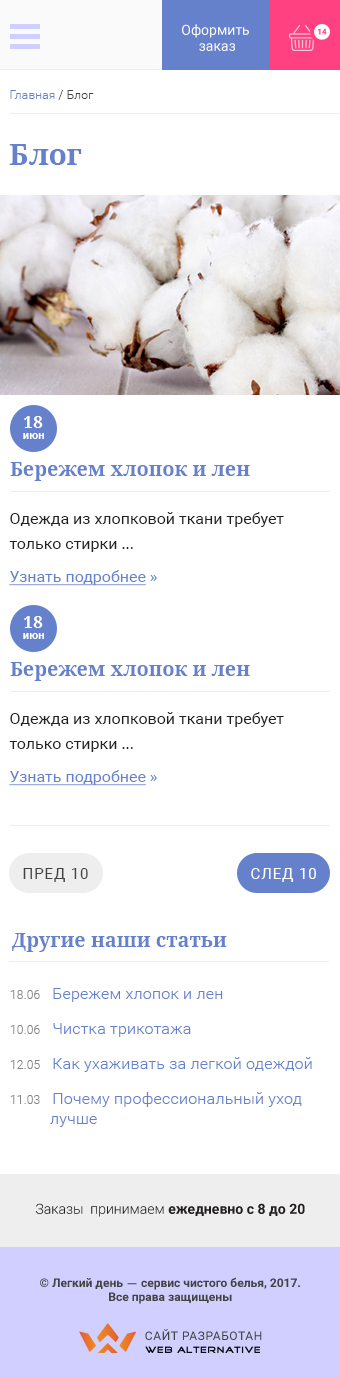 Оформить
заказ
14
Главная / Блог
Блог
18
июн
Бережем хлопок и лен
Одежда из хлопковой ткани требует
только стирки ...
Узнать подробнее »
18
июн
Бережем хлопок и лен
Одежда из хлопковой ткани требует
только стирки ...
Узнать подробнее »
ПРЕД 10
СЛЕД 10
Другие наши статьи
18.06 Бережем хлопок и лен
10.06 Чистка трикотажа
12.05 Как ухаживать за легкой одеждой
11.03 Почему профессиональный уход
лучше
Заказы принимаем ежедневно с 8 до 20
© Легкий день — сервис чистого белья, 2017.
Все права защищены
САЙТ РАЗРАБОТАН
WEB ALTERNATIVE